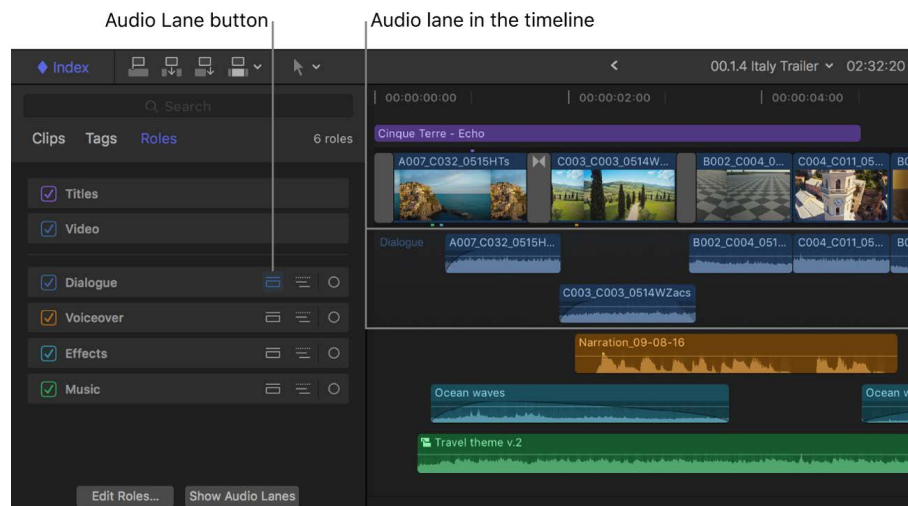 Audio Lane button
Audio lane in the timeline
Index
00.1.4 Italy Trailer
02:32:20
Search
00:00:00:00
00:00:02:00
00:00:04:00
Clips
Tags
Roles
6 roles
Cinque Terre - Echo
A007_C032_0515HTs
C003_C003_0514W...
B002_C004_0...
C004_C011_05...
Titles
Video
Dialogue
A007_C032_0515H...
B002_C004_051...
C004_C011_05...
Dialogue
C003_C003_0514WZacs
Voiceover
Narration_09-08-16
Effects
Music
Ocean waves
Ocean
Travel theme v.2
Edit Roles...
Show Audio Lanes